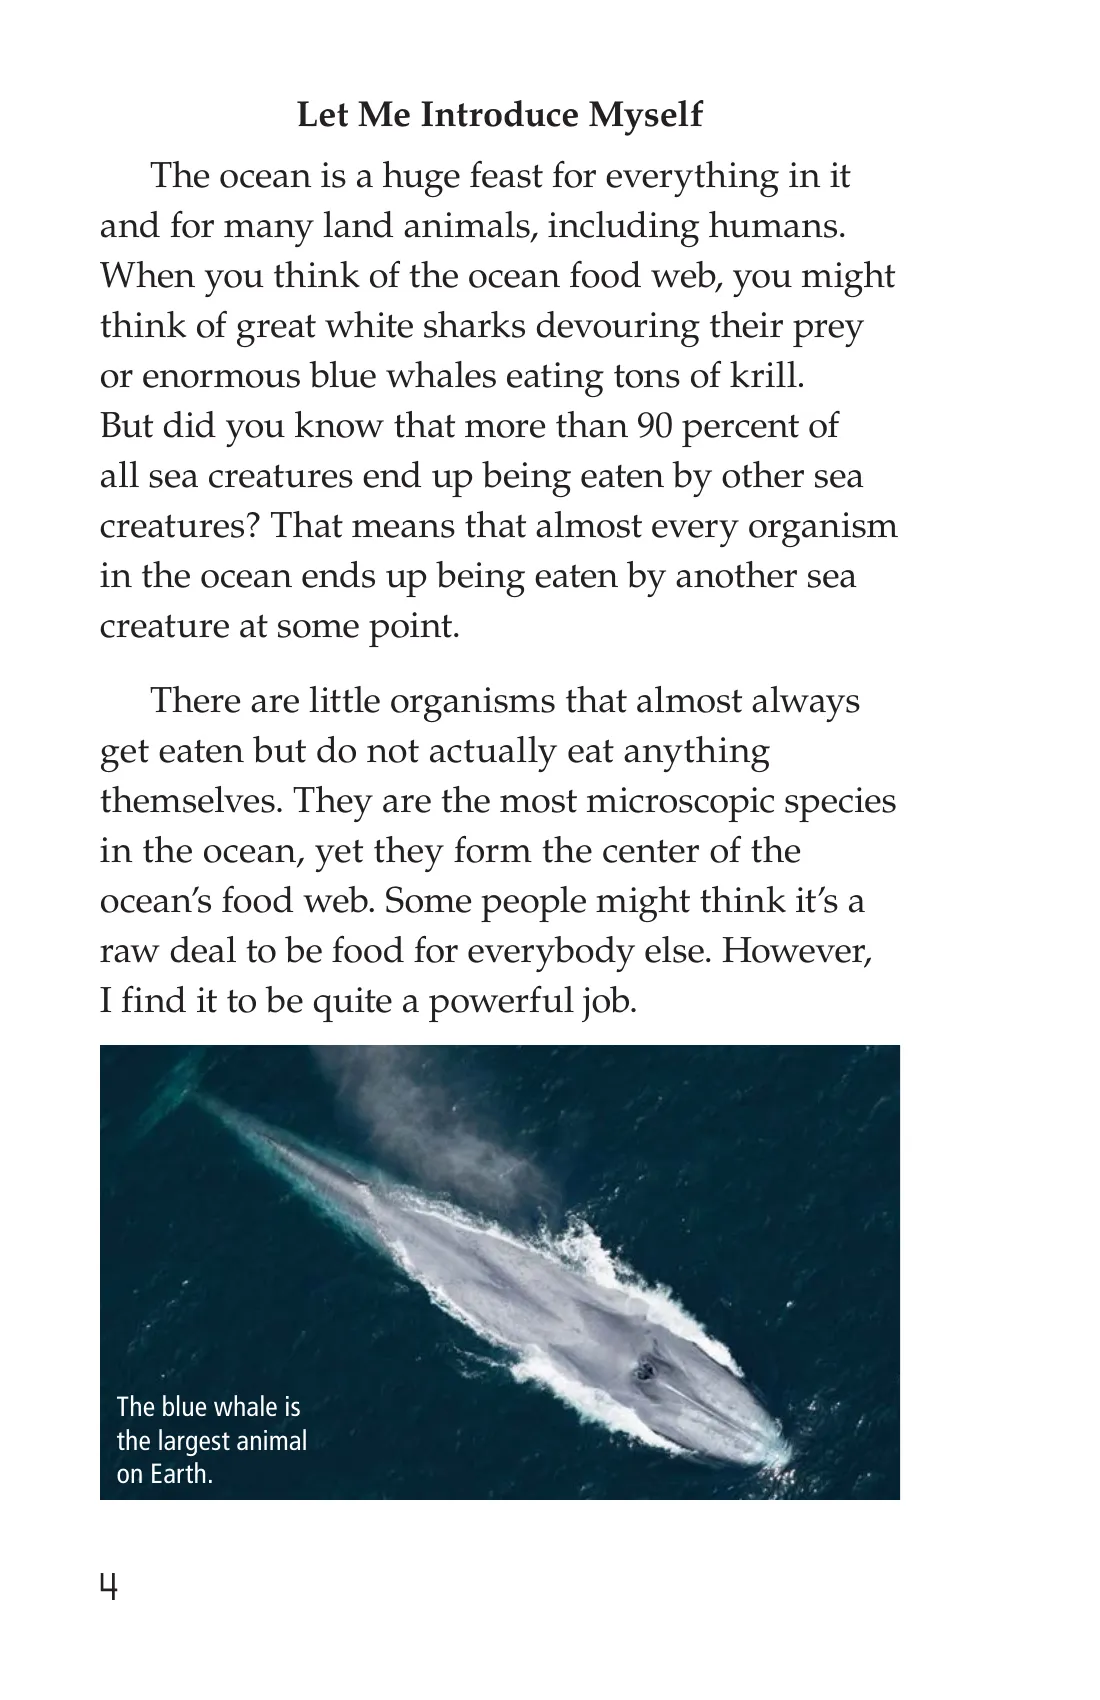 Let Me Introduce Myself
The ocean is a huge feast for everything in it
and for many land animals, including humans.
When you think of the ocean food web, you might
think of great white sharks devouring their prey
or enormous blue whales eating tons of krill.
But did you know that more than 90 percent of
all sea creatures end up being eaten by other sea
creatures? That means that almost every organism
in the ocean ends up being eaten by another sea
creature at some point.
There are little organisms that almost always
get eaten but do not actually eat anything
themselves. They are the most microscopic species
in the ocean, yet they form the center of the
ocean’s food web. Some people might think it’s a
raw deal to be food for everybody else. However,
I find it to be quite a powerful job.
The blue whale is
the largest animal
on Earth.
4